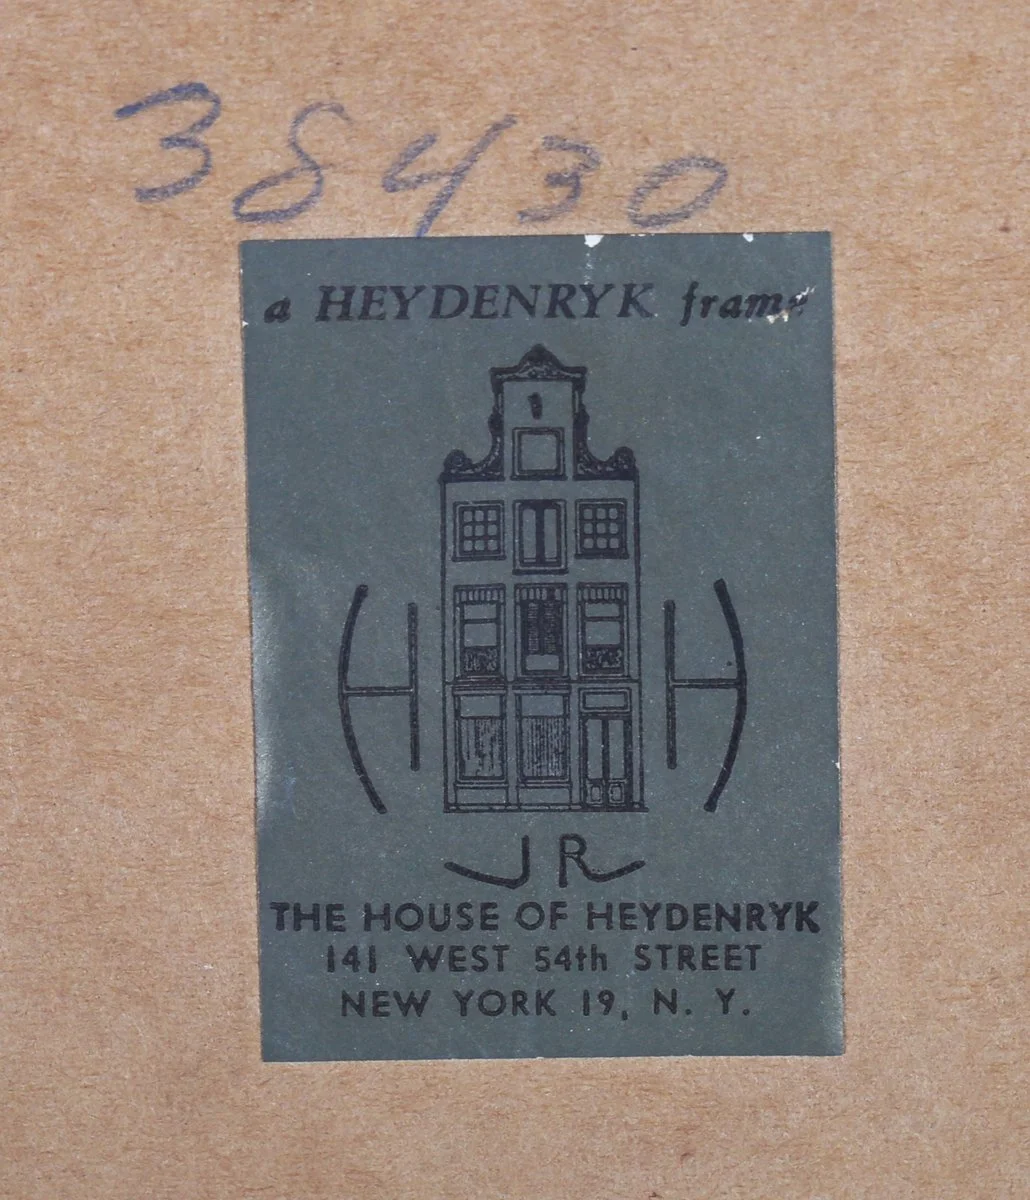 38430
a HEYDENRYK frame
H H
JR
THE HOUSE OF HEYDENRYK
141 WEST 54th STREET
NEW YORK 19, N. Y.